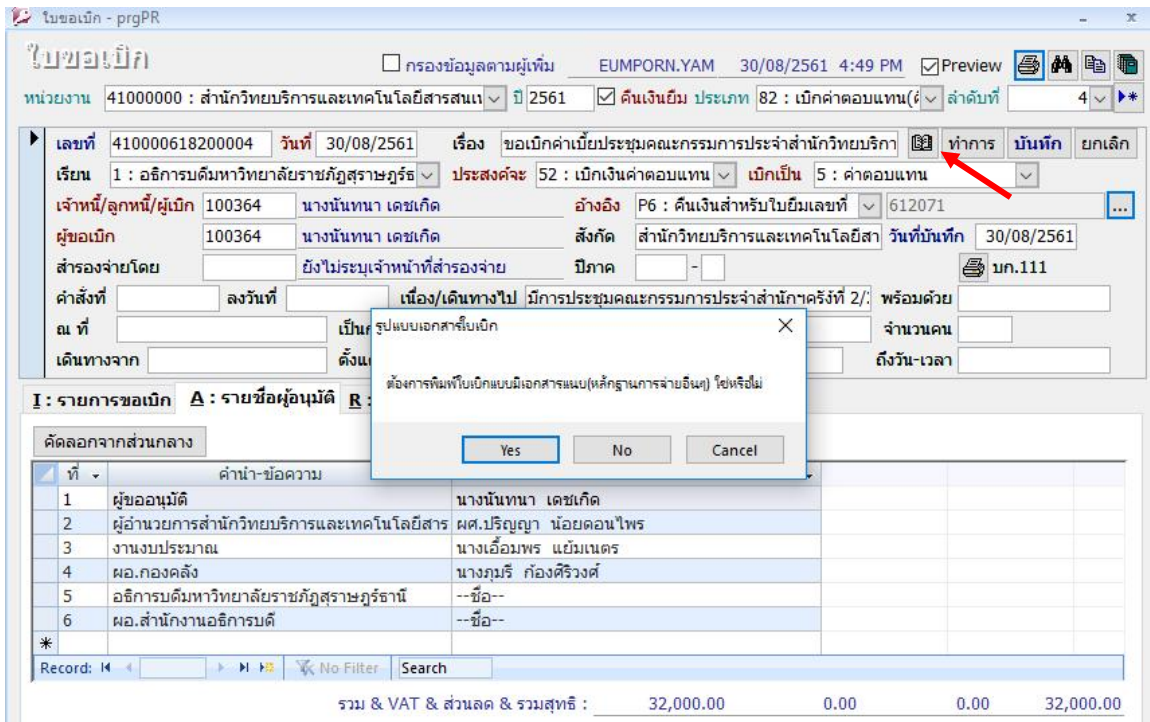 ใบขอเบิก - prgPR
ใบขอเบิก กรองข้อมูลตามผู้เพิ่ม EUMPORN.YAM 30/08/2561 4:49 PM Preview
หน่วยงาน 41000000 : สำนักวิทยบริการและเทคโนโลยีสารสนเท ปี 2561 คืนเงินยืม ประเภท 82 : เบิกค่าตอบแทน(ค่ ลำดับที่ 4
เลขที่ 410000618200004 วันที่ 30/08/2561 เรื่อง ขอเบิกค่าเบี้ยประชุมคณะกรรมการประจำสำนักวิทยบริกา ทำการ บันทึก ยกเลิก
เรียน 1 : อธิการบดีมหาวิทยาลัยราชภัฏสุราษฎร์ธ ประสงค์จะ 52 : เบิกเงินค่าตอบแทน เบิกเป็น 5 : ค่าตอบแทน
เจ้าหนี้/ลูกหนี้/ผู้เบิก 100364 นางนันทนา เดชเกิด อ้างอิง P6 : คืนเงินสำหรับใบยืมเลขที่ 612071 ...
ผู้ขอเบิก 100364 นางนันทนา เดชเกิด สังกัด สำนักวิทยบริการและเทคโนโลยีสา วันที่บันทึก 30/08/2561
สำรองจ่ายโดย ยังไม่ระบุเจ้าหน้าที่สำรองจ่าย ปีภาค - บก.111
คำสั่งที่ ลงวันที่ เนื่อง/เดินทางไป มีการประชุมคณะกรรมการประจำสำนักฯครั้งที่ 2/ พร้อมด้วย
ณ ที่ เป็น จำนวนคน
เดินทางจาก ตั้งแต ถึงวัน-เวลา
รูปแบบเอกสารใบเบิก
ต้องการพิมพ์ใบเบิกแบบมีเอกสารแนบ(หลักฐานการจ่ายอื่นๆ) ใช่หรือไม่
Yes No Cancel
I : รายการขอเบิก A : รายชื่อผู้อนุมัติ R :
คัดลอกจากส่วนกลาง
ที่ คำนำ-ข้อความ
1 ผู้ขออนุมัติ นางนันทนา เดชเกิด
2 ผู้อำนวยการสำนักวิทยบริการและเทคโนโลยีสาร ผศ.ปริญญา น้อยดอนไพร
3 งานงบประมาณ นางเอื้อมพร แย้มเนตร
4 ผอ.กองคลัง นางภุมรี ก้องศิริวงศ์
5 อธิการบดีมหาวิทยาลัยราชภัฏสุราษฎร์ธานี --ชื่อ--
6 ผอ.สำนักงานอธิการบดี --ชื่อ--
Record: No Filter Search
รวม & VAT & ส่วนลด & รวมสุทธิ : 32,000.00 0.00 0.00 32,000.00